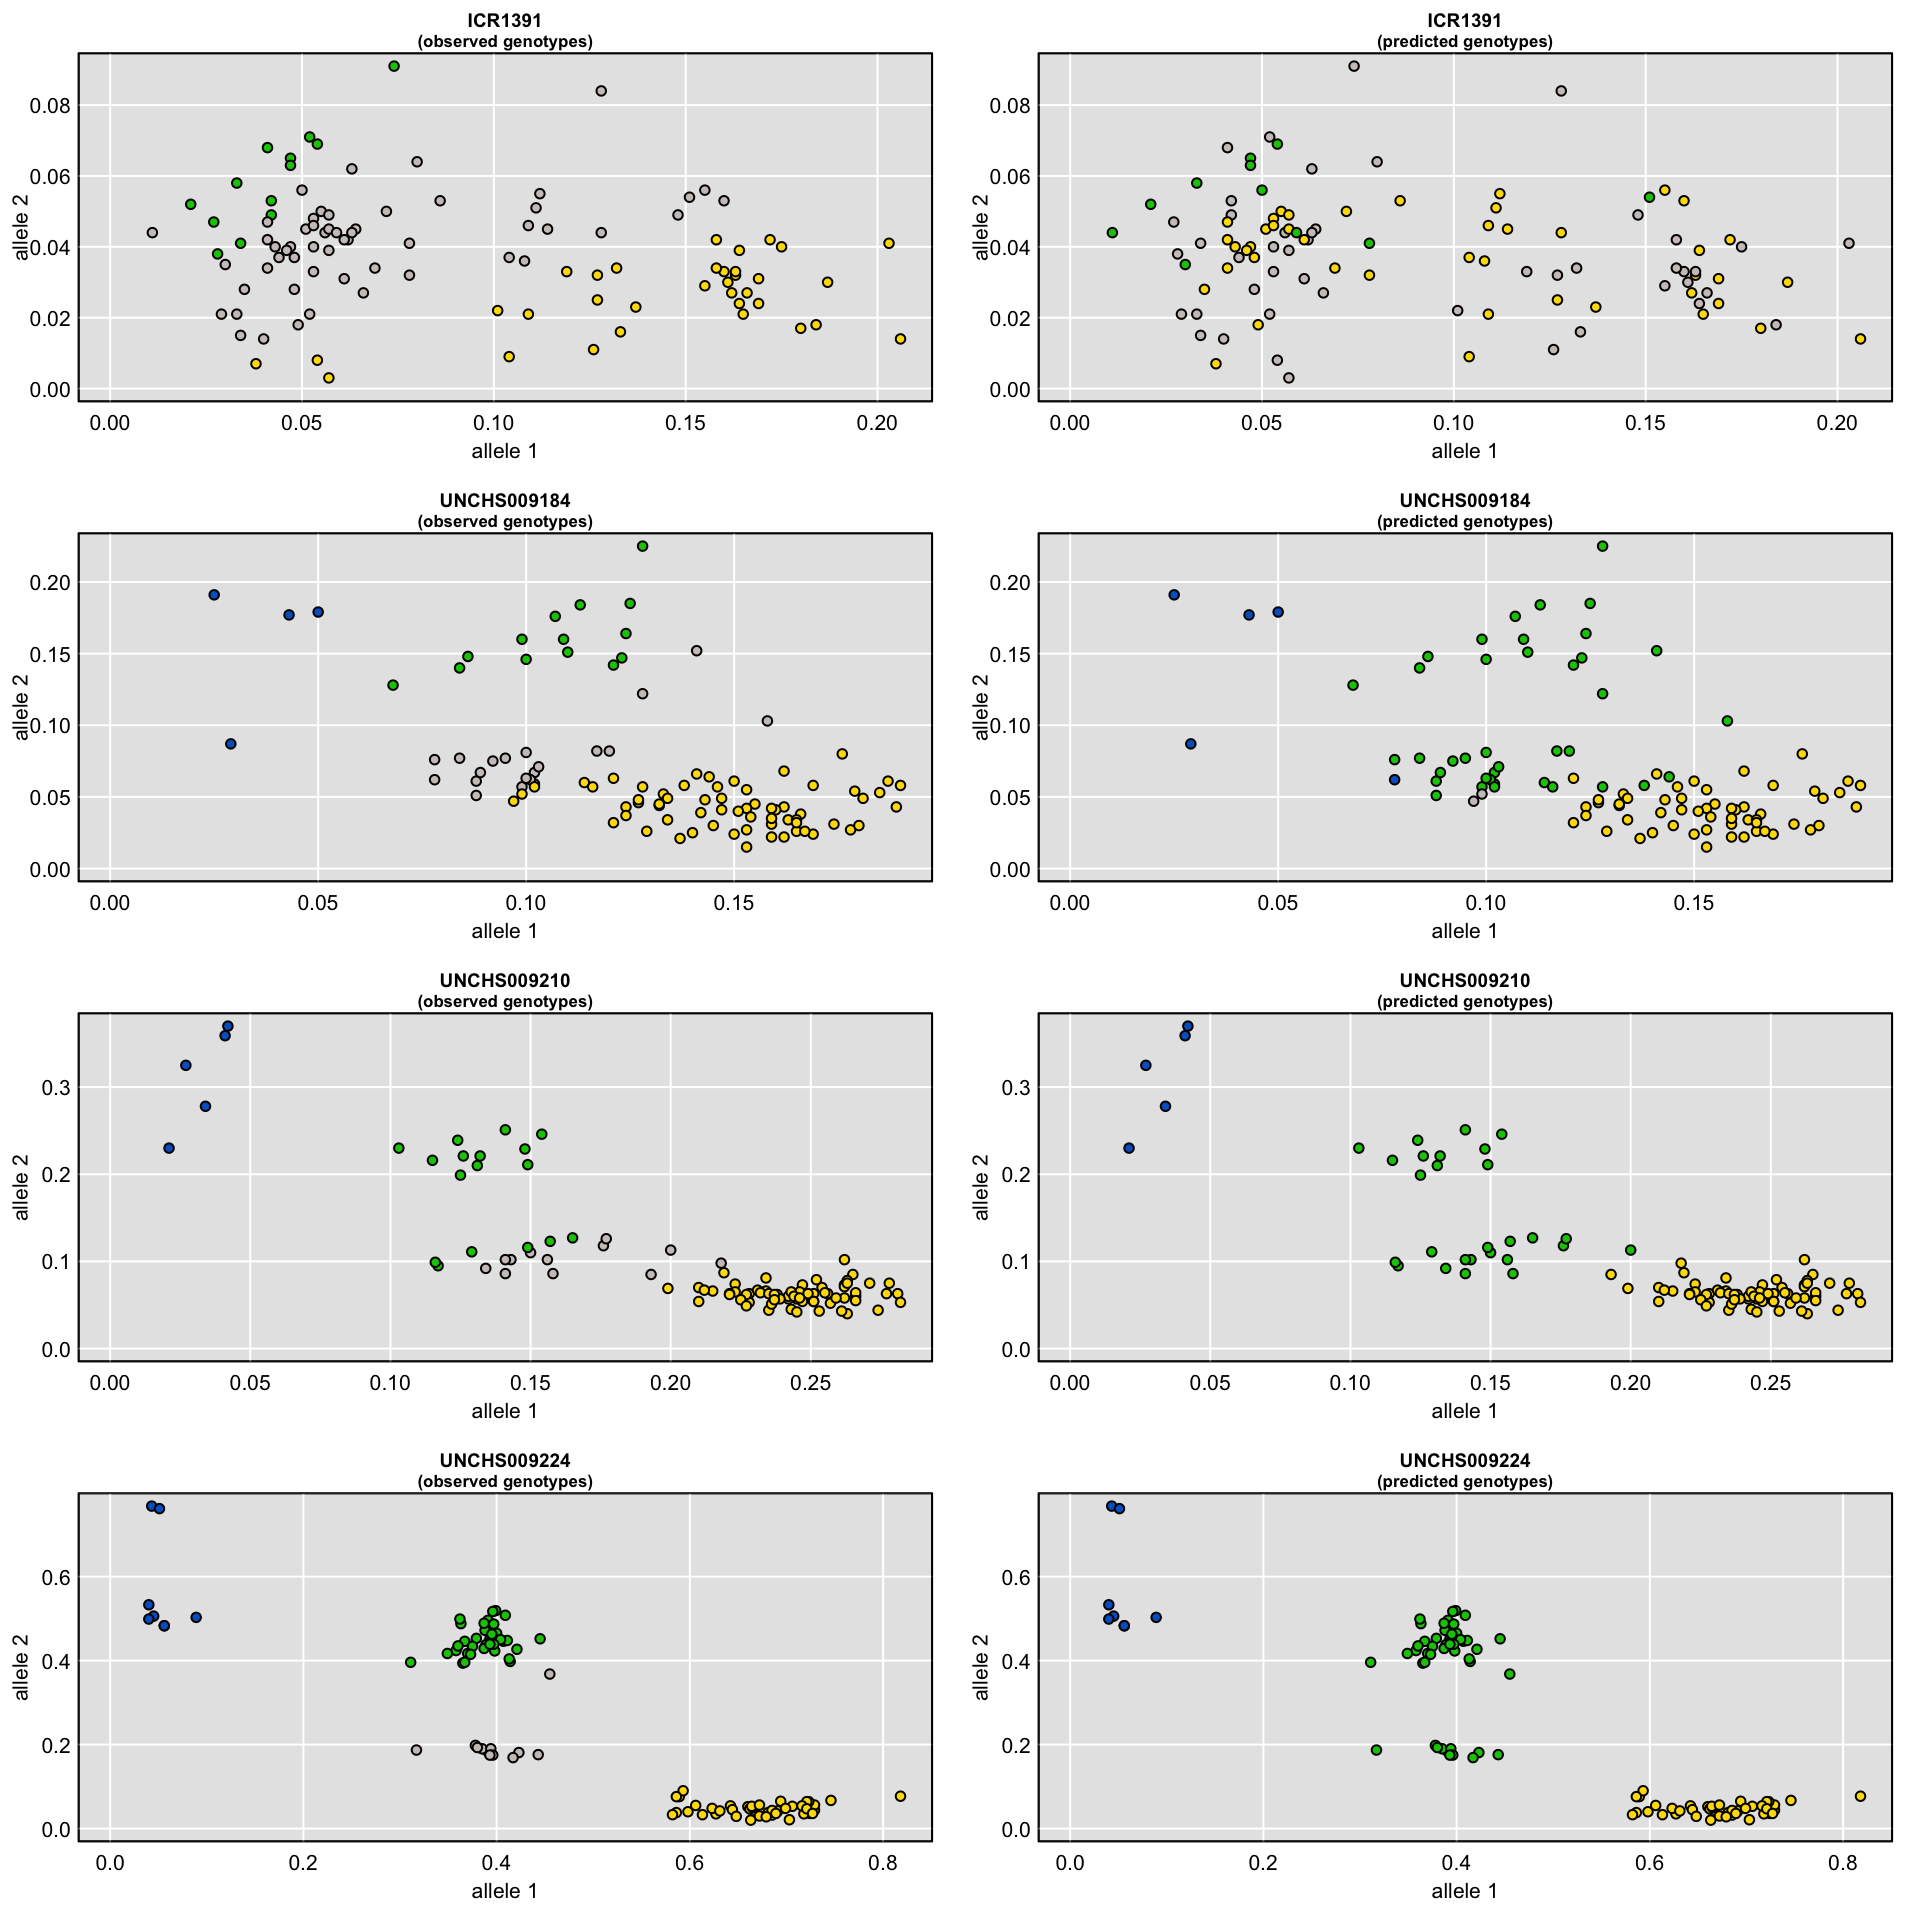 ICR1391
(observed genotypes)
allele 2
0.08
0.06
0.04
0.02
0.00
0.00 0.05 0.10 0.15 0.20
allele 1
ICR1391
(predicted genotypes)
allele 2
0.08
0.06
0.04
0.02
0.00
0.00 0.05 0.10 0.15 0.20
allele 1
UNCHS009184
(observed genotypes)
allele 2
0.20
0.15
0.10
0.05
0.00
0.00 0.05 0.10 0.15
allele 1
UNCHS009184
(predicted genotypes)
allele 2
0.20
0.15
0.10
0.05
0.00
0.00 0.05 0.10 0.15
allele 1
UNCHS009210
(observed genotypes)
allele 2
0.3
0.2
0.1
0.0
0.00 0.05 0.10 0.15 0.20 0.25
allele 1
UNCHS009210
(predicted genotypes)
allele 2
0.3
0.2
0.1
0.0
0.00 0.05 0.10 0.15 0.20 0.25
allele 1
UNCHS009224
(observed genotypes)
allele 2
0.6
0.4
0.2
0.0
0.0 0.2 0.4 0.6 0.8
allele 1
UNCHS009224
(predicted genotypes)
allele 2
0.6
0.4
0.2
0.0
0.0 0.2 0.4 0.6 0.8
allele 1